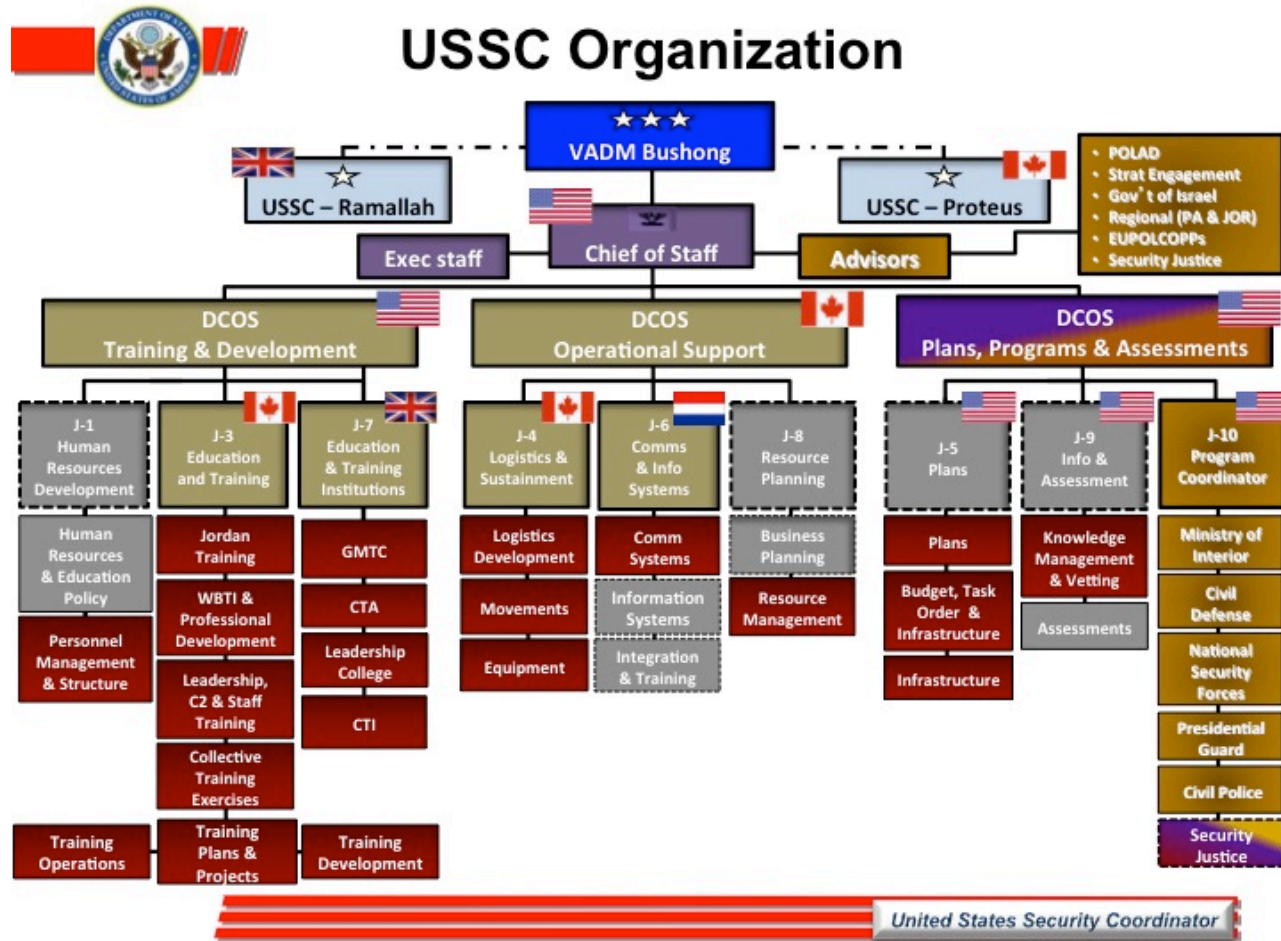 DEPARTMENT OF STATE
UNITED STATES OF AMERICA
USSC Organization
VADM Bushong
USSC – Ramallah
USSC – Proteus
• POLAD
• Strat Engagement
• Gov't of Israel
• Regional (PA & JOR)
• EUPOLCOPPs
• Security Justice
Chief of Staff
Exec staff
Advisors
DCOS
Training & Development
DCOS
Operational Support
DCOS
Plans, Programs & Assessments
J-1
Human
Resources
Development
J-3
Education
and Training
J-7
Education
& Training
Institutions
J-4
Logistics &
Sustainment
J-6
Comms
& Info
Systems
J-8
Resource
Planning
J-5
Plans
J-9
Info &
Assessment
J-10
Program
Coordinator
Human
Resources
& Education
Policy
Personnel
Management
& Structure
Jordan
Training
WBTI &
Professional
Development
Leadership,
C2 & Staff
Training
Collective
Training
Exercises
Training
Operations
Training
Plans &
Projects
Training
Development
GMTC
CTA
Leadership
College
CTI
Logistics
Development
Movements
Equipment
Comm
Systems
Information
Systems
Integration
& Training
Business
Planning
Resource
Management
Plans
Budget, Task
Order &
Infrastructure
Infrastructure
Knowledge
Management
& Vetting
Assessments
Ministry of
Interior
Civil
Defense
National
Security
Forces
Presidential
Guard
Civil Police
Security
Justice
United States Security Coordinator